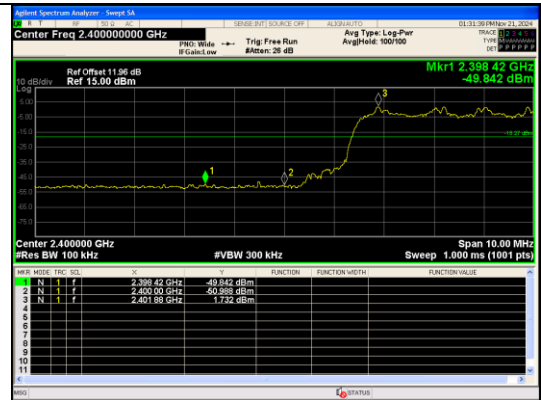 Agilent Spectrum Analyzer - Swept SA
R T RF 50 Ω AC SENSE:INT SOURCE OFF ALIGNAUTO 01:31:39 PM Nov 21, 2024
Center Freq 2.400000000 GHz
PNO: Wide
IFGain:Low
Trig: Free Run
#Atten: 26 dB
Avg Type: Log-Pwr
Avg|Hold: 100/100
TRACE 1 2 3 4 5 6
TYPE
DET P P P P P P
Ref Offset 11.96 dB
10 dB/div Ref 15.00 dBm
Log
Mkr1 2.398 42 GHz
-49.842 dBm
5.00
-5.00
-15.0
-25.0
-35.0
-45.0
-55.0
-65.0
-75.0
1
2
3
-18.27 dBm
Center 2.400000 GHz
#Res BW 100 kHz
#VBW 300 kHz
Span 10.00 MHz
Sweep 1.000 ms (1001 pts)
MKR MODE TRC SCL X Y FUNCTION FUNCTION WIDTH FUNCTION VALUE
1 N 1 f 2.398 42 GHz -49.842 dBm
2 N 1 f 2.400 00 GHz -50.988 dBm
3 N 1 f 2.401 88 GHz 1.732 dBm
4
5
6
7
8
9
10
11
MSG
STATUS